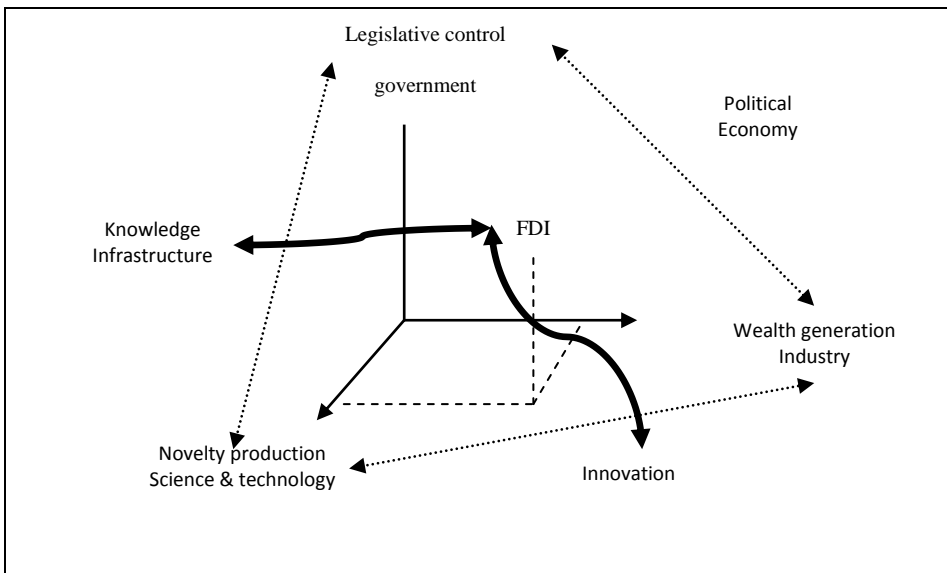 Legislative control
government
Political
Economy
Knowledge
Infrastructure
FDI
Wealth generation
Industry
Novelty production
Science & technology
Innovation